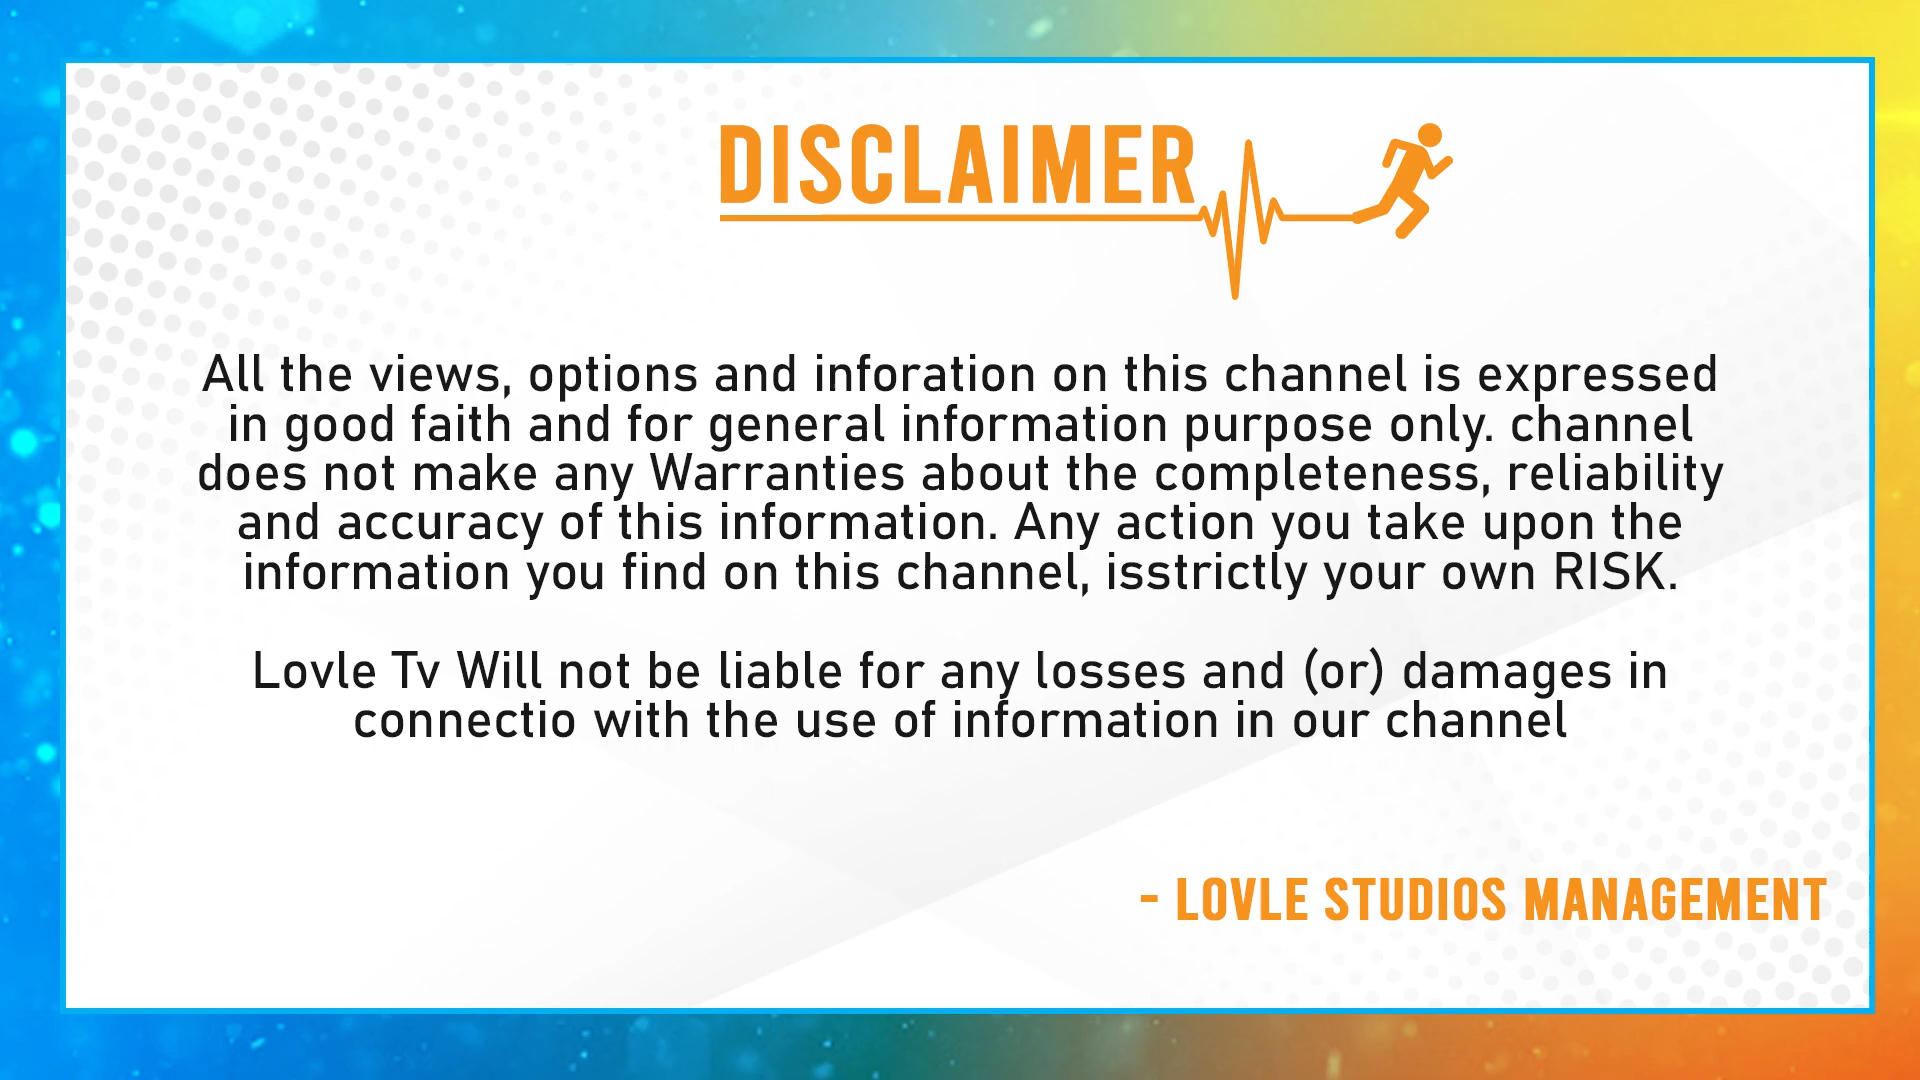 DISCLAIMER
All the views, options and inforation on this channel is expressed
in good faith and for general information purpose only. channel
does not make any Warranties about the completeness, reliability
and accuracy of this information. Any action you take upon the
information you find on this channel, isstrictly your own RISK.
Lovle Tv Will not be liable for any losses and (or) damages in
connectio with the use of information in our channel
- LOVLE STUDIOS MANAGEMENT